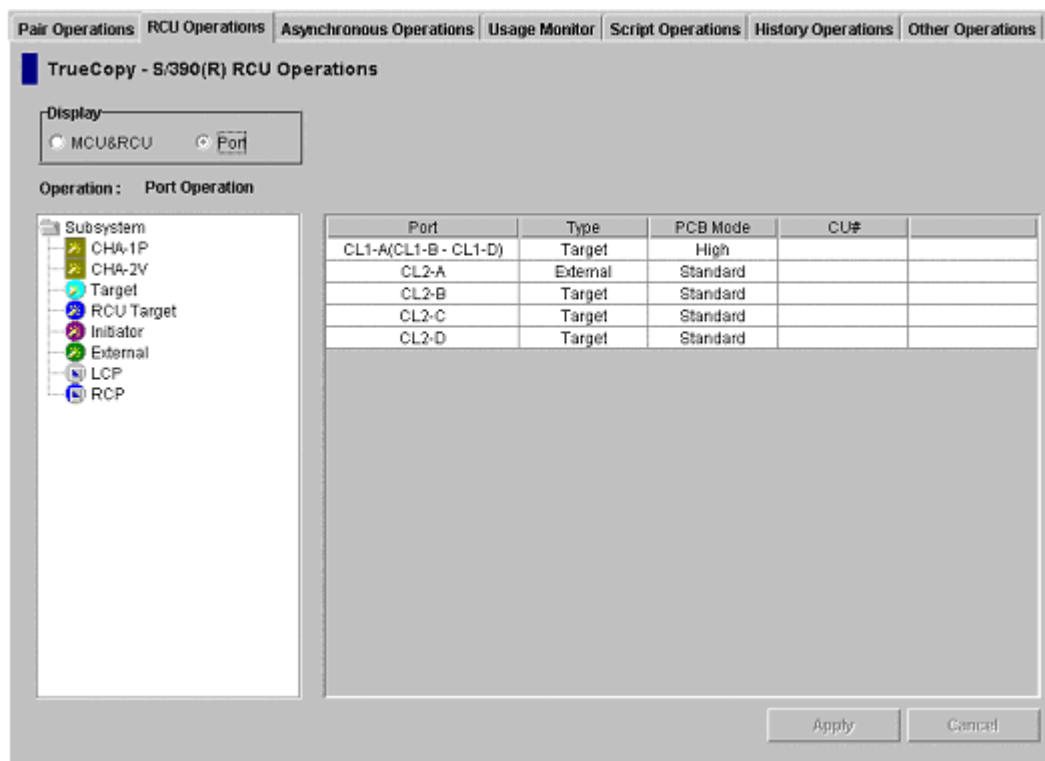 Pair Operations RCU Operations Asynchronous Operations Usage Monitor Script Operations History Operations Other Operations
TrueCopy - S/390(R) RCU Operations
Display
MCU&RCU Port
Operation : Port Operation
Subsystem
CHA-1P
CHA-2V
Target
RCU Target
Initiator
External
LCP
RCP
Port Type PCB Mode CU#
CL1-A(CL1-B - CL1-D) Target High
CL2-A External Standard
CL2-B Target Standard
CL2-C Target Standard
CL2-D Target Standard
Apply Cancel